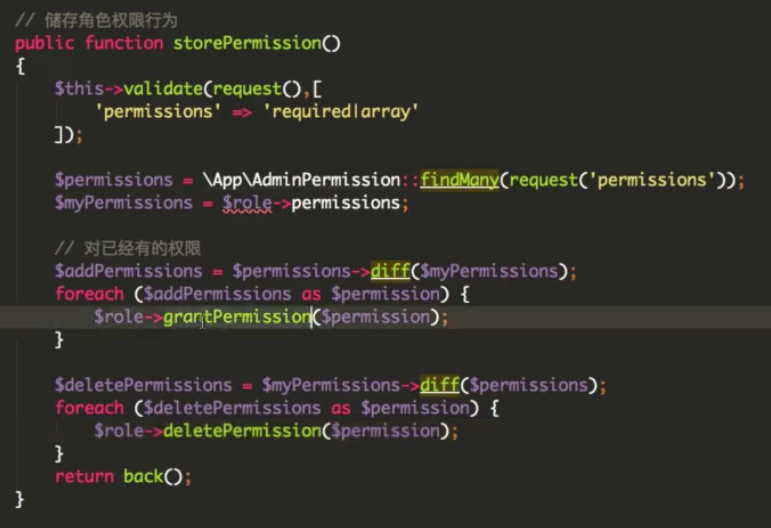 // 储存角色权限行为
public function storePermission()
{
    $this->validate(request(),[
        'permissions' => 'required|array'
    ]);

    $permissions = \App\AdminPermission::findMany(request('permissions'));
    $myPermissions = $role->permissions;

    // 对已经有的权限
    $addPermissions = $permissions->diff($myPermissions);
    foreach ($addPermissions as $permission) {
        $role->grantPermission($permission);
    }

    $deletePermissions = $myPermissions->diff($permissions);
    foreach ($deletePermissions as $permission) {
        $role->deletePermission($permission);
    }
    return back();
}